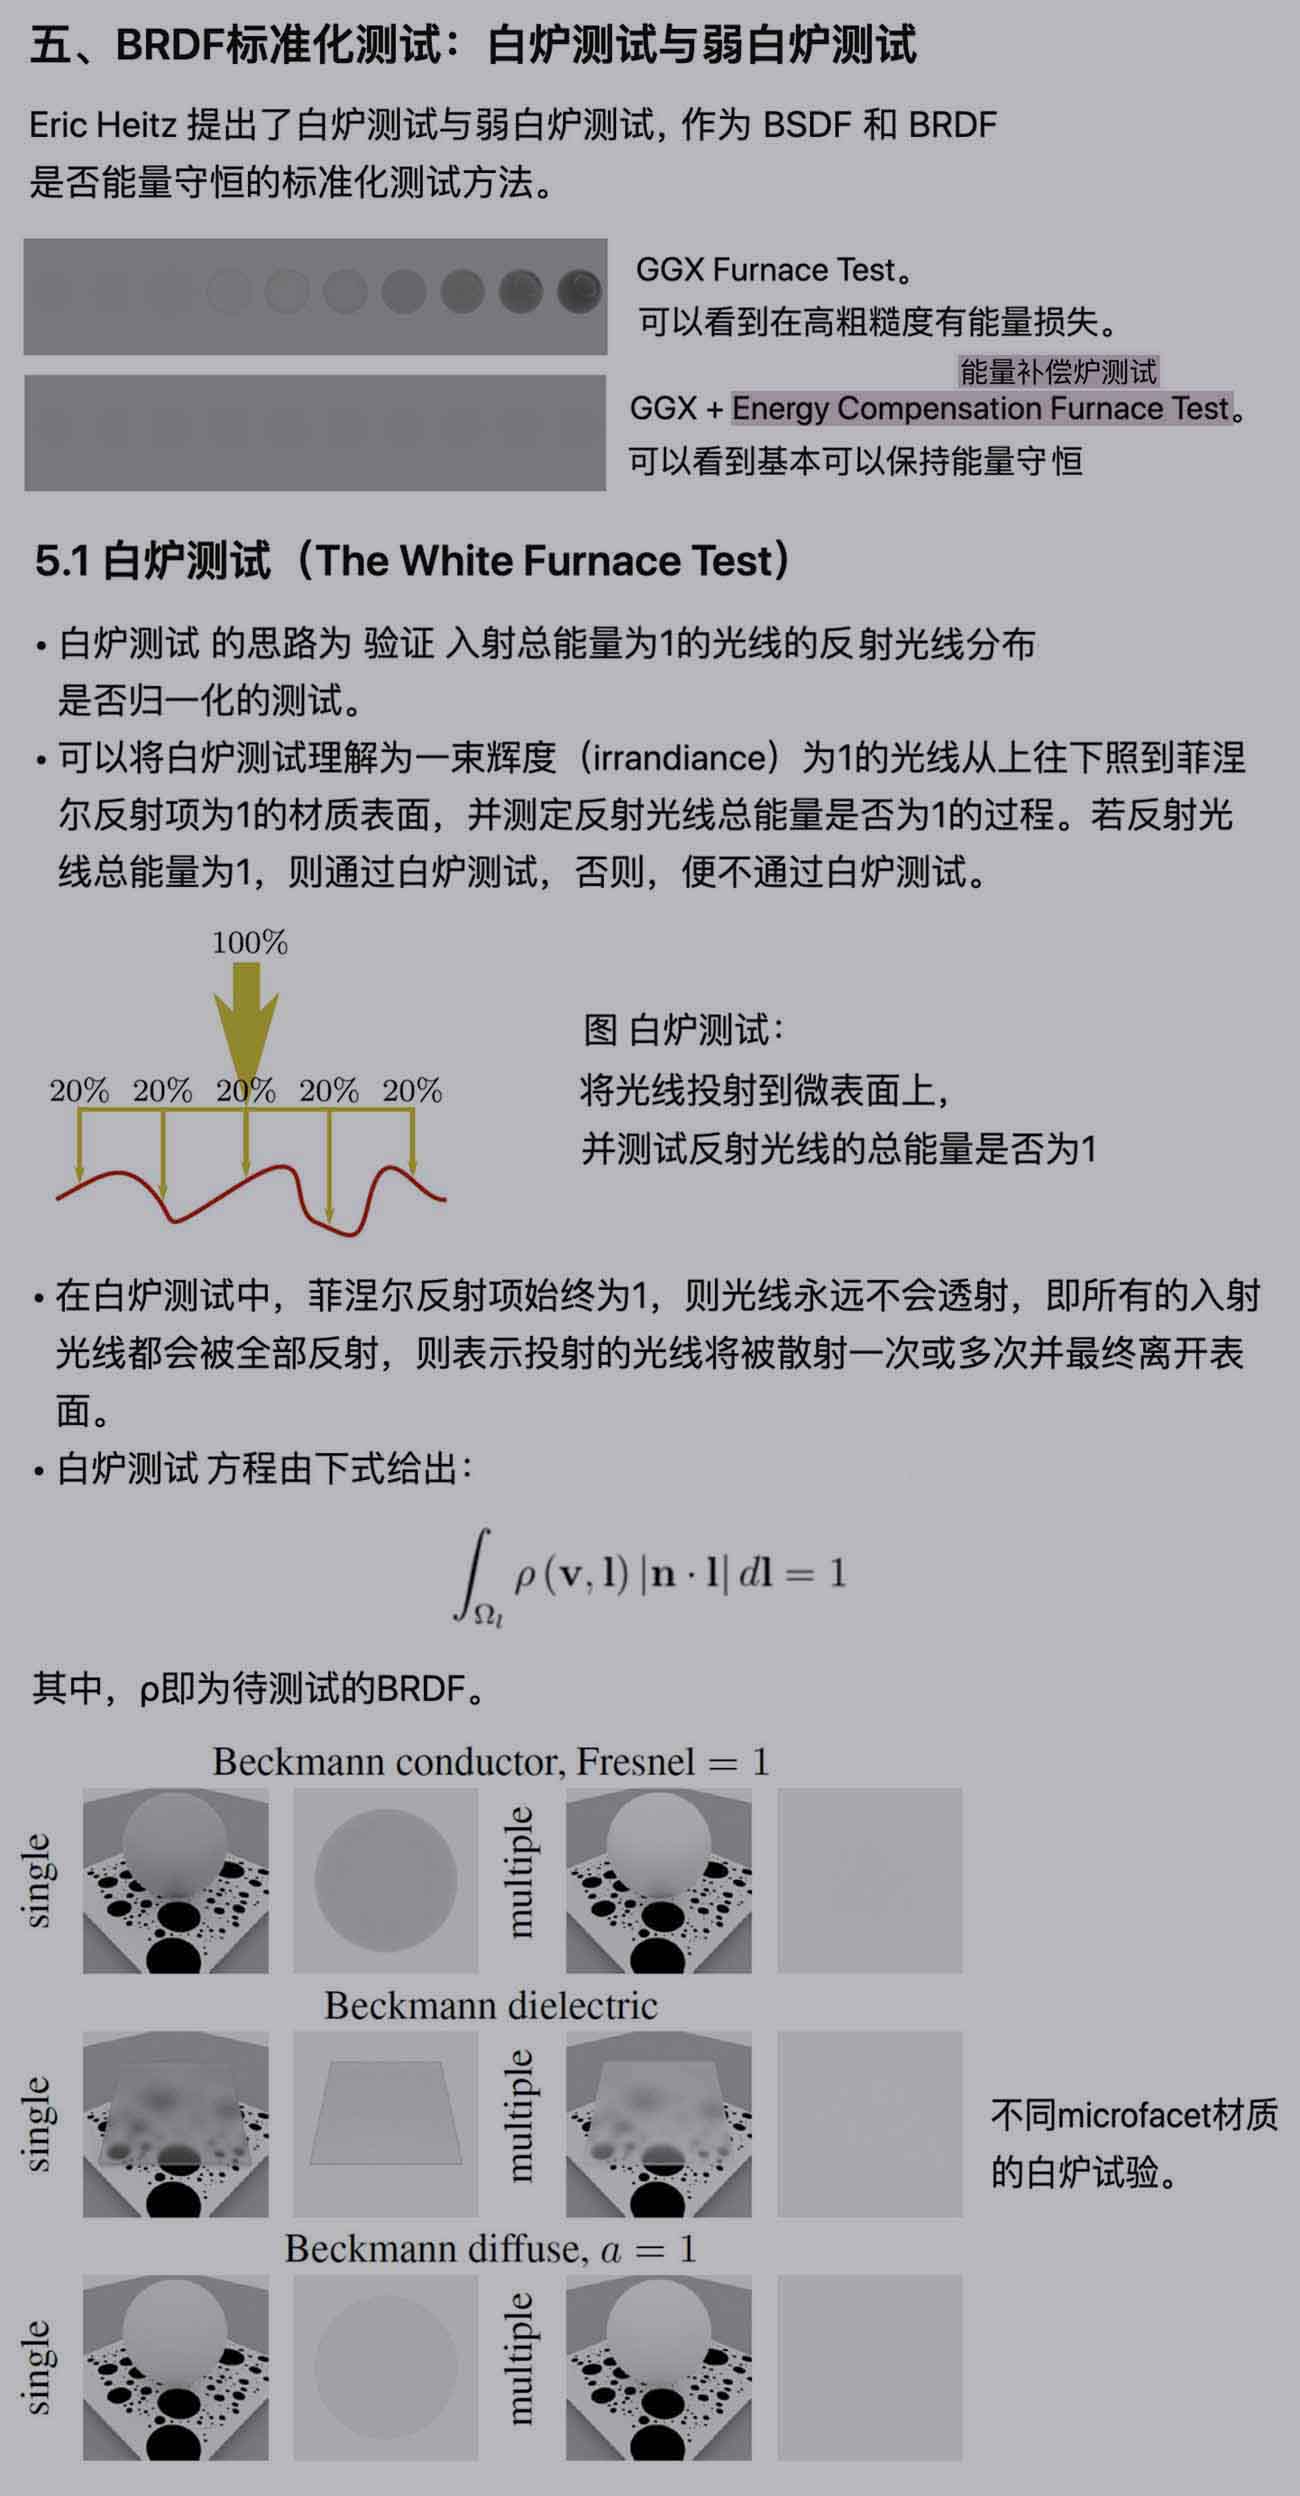 五、BRDF标准化测试：白炉测试与弱白炉测试
Eric Heitz 提出了白炉测试与弱白炉测试，作为 BSDF 和 BRDF
是否能量守恒的标准化测试方法。
GGX Furnace Test。
可以看到在高粗糙度有能量损失。
能量补偿炉测试
GGX + Energy Compensation Furnace Test。
可以看到基本可以保持能量守恒
5.1 白炉测试（The White Furnace Test）
• 白炉测试 的思路为 验证 入射总能量为1的光线的反射光线分布
是否归一化的测试。
• 可以将白炉测试理解为一束辉度（irrandiance）为1的光线从上往下照到菲涅
尔反射项为1的材质表面，并测定反射光线总能量是否为1的过程。若反射光
线总能量为1，则通过白炉测试，否则，便不通过白炉测试。
100%
20% 20% 20% 20% 20%
图 白炉测试：
将光线投射到微表面上，
并测试反射光线的总能量是否为1
• 在白炉测试中，菲涅尔反射项始终为1，则光线永远不会透射，即所有的入射
光线都会被全部反射，则表示投射的光线将被散射一次或多次并最终离开表
面。
• 白炉测试 方程由下式给出：
∫_{Ω_l} ρ(v, l) |n · l| dl = 1
其中，ρ即为待测试的BRDF。
Beckmann conductor, Fresnel = 1
single
multiple
Beckmann dielectric
single
multiple
不同microfacet材质
的白炉试验。
Beckmann diffuse, a = 1
single
multiple